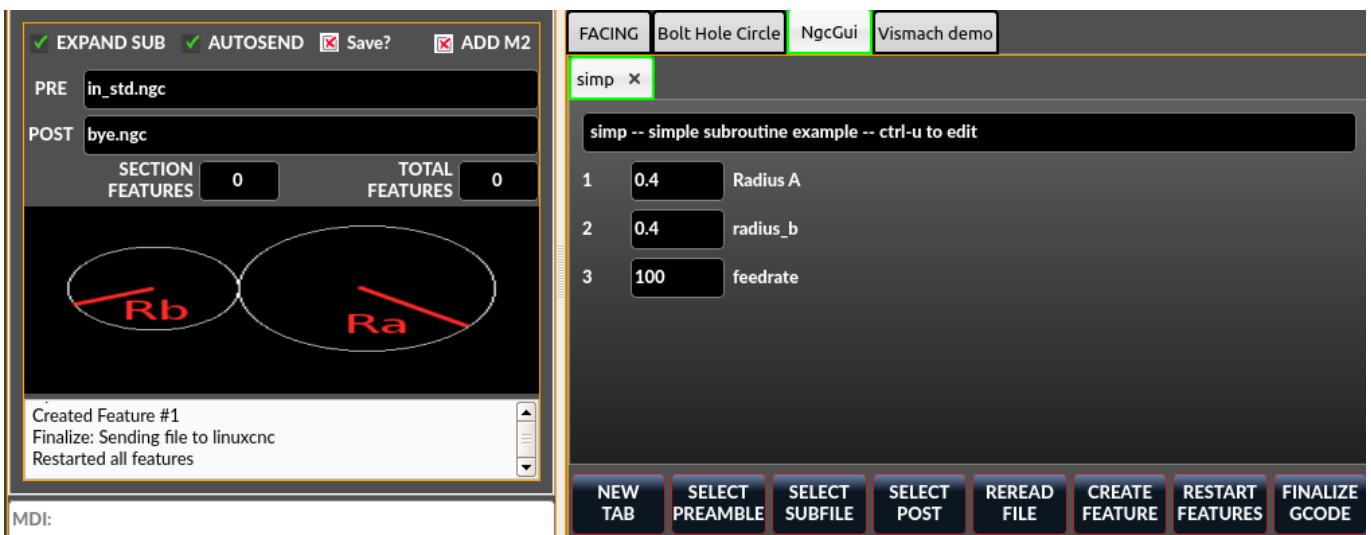 EXPAND SUB AUTOSEND Save? ADD M2
PRE in_std.ngc
POST bye.ngc
SECTION
FEATURES
0
TOTAL
FEATURES
0
Rb
Ra
Created Feature #1
Finalize: Sending file to linuxcnc
Restarted all features
MDI:
FACING Bolt Hole Circle NgcGui Vismach demo
simp ×
simp -- simple subroutine example -- ctrl-u to edit
1 0.4 Radius A
2 0.4 radius_b
3 100 feedrate
NEW
TAB
SELECT
PREAMBLE
SELECT
SUBFILE
SELECT
POST
REREAD
FILE
CREATE
FEATURE
RESTART
FEATURES
FINALIZE
GCODE